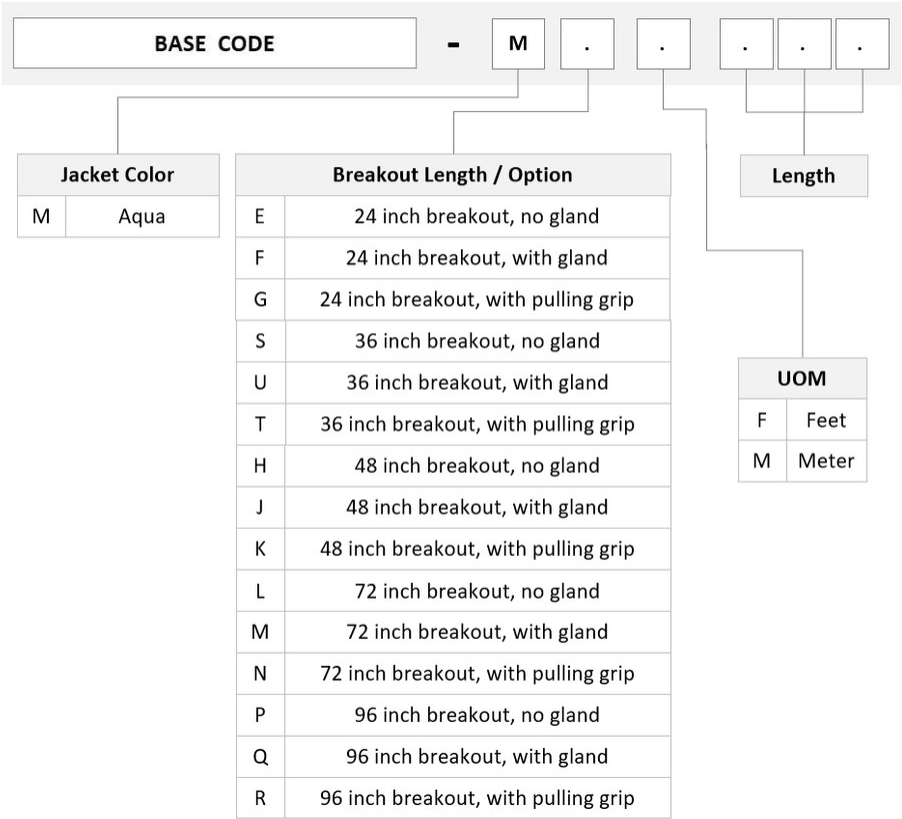 BASE CODE - M . . . . .
Jacket Color
M Aqua
Breakout Length / Option
E 24 inch breakout, no gland
F 24 inch breakout, with gland
G 24 inch breakout, with pulling grip
S 36 inch breakout, no gland
U 36 inch breakout, with gland
T 36 inch breakout, with pulling grip
H 48 inch breakout, no gland
J 48 inch breakout, with gland
K 48 inch breakout, with pulling grip
L 72 inch breakout, no gland
M 72 inch breakout, with gland
N 72 inch breakout, with pulling grip
P 96 inch breakout, no gland
Q 96 inch breakout, with gland
R 96 inch breakout, with pulling grip
Length
UOM
F Feet
M Meter